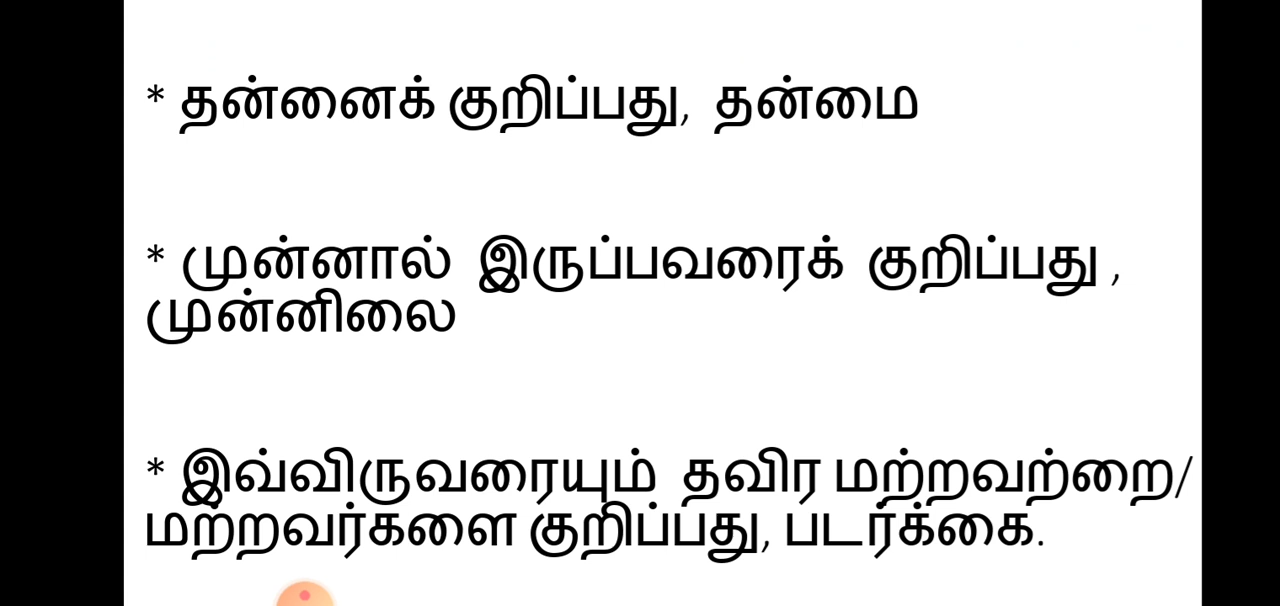 * தன்னைக் குறிப்பது, தன்மை
* முன்னால் இருப்பவரைக் குறிப்பது ,
முன்னிலை
* இவ்விருவரையும் தவிர மற்றவற்றை/
மற்றவர்களை குறிப்பது, படர்க்கை.